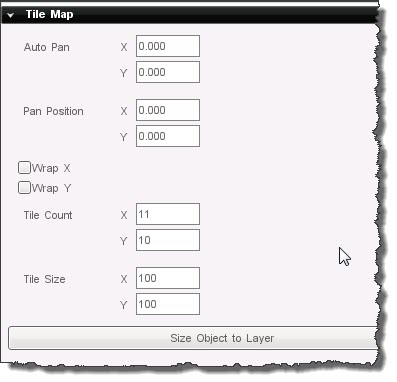 Tile Map
Auto Pan X 0.000
Y 0.000
Pan Position X 0.000
Y 0.000
Wrap X
Wrap Y
Tile Count X 11
Y 10
Tile Size X 100
Y 100
Size Object to Layer